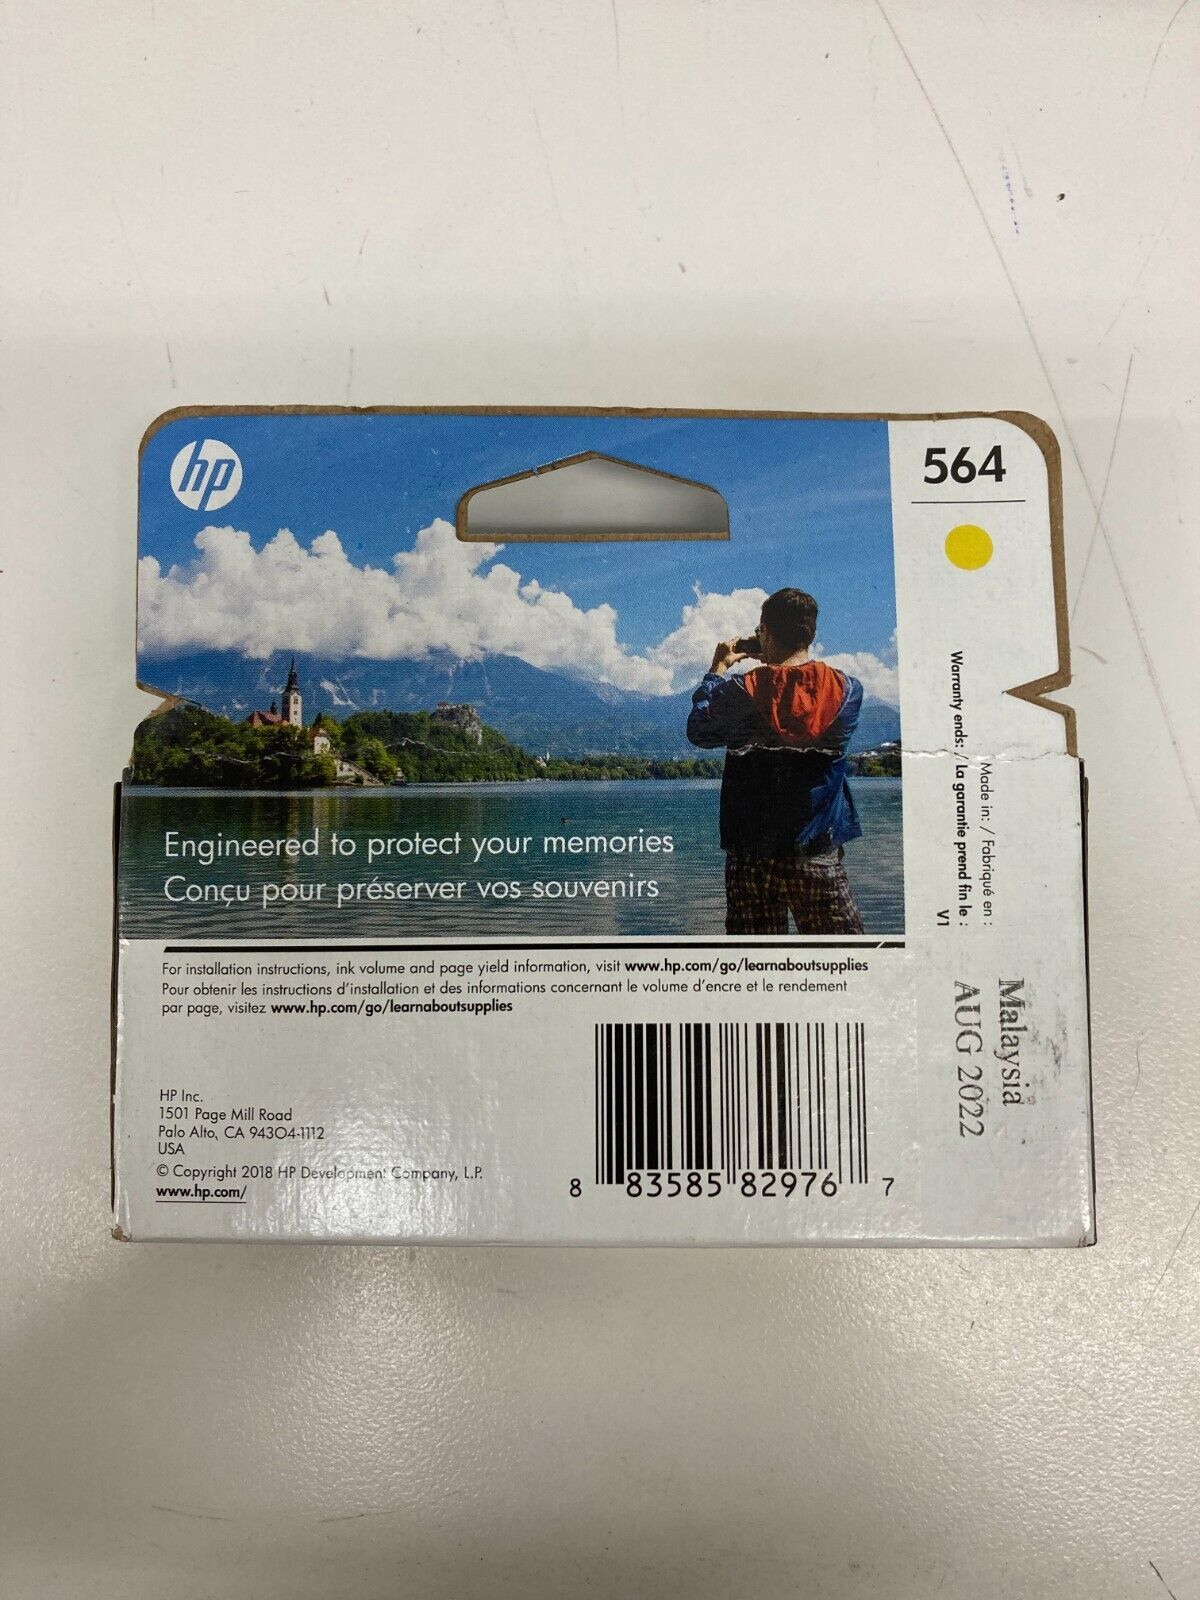 hp
564
Engineered to protect your memories
Conçu pour préserver vos souvenirs
For installation instructions, ink volume and page yield information, visit www.hp.com/go/learnaboutsupplies
Pour obtenir les instructions d'installation et des informations concernant le volume d'encre et le rendement
par page, visitez www.hp.com/go/learnaboutsupplies
HP Inc.
1501 Page Mill Road
Palo Alto, CA 94304-1112
USA
© Copyright 2018 HP Development Company, L.P.
www.hp.com/
8 83585 82976 7
Made in: / Fabriqué en :
Malaysia
Warranty ends: / La garantie prend fin le :
AUG 2022
V1